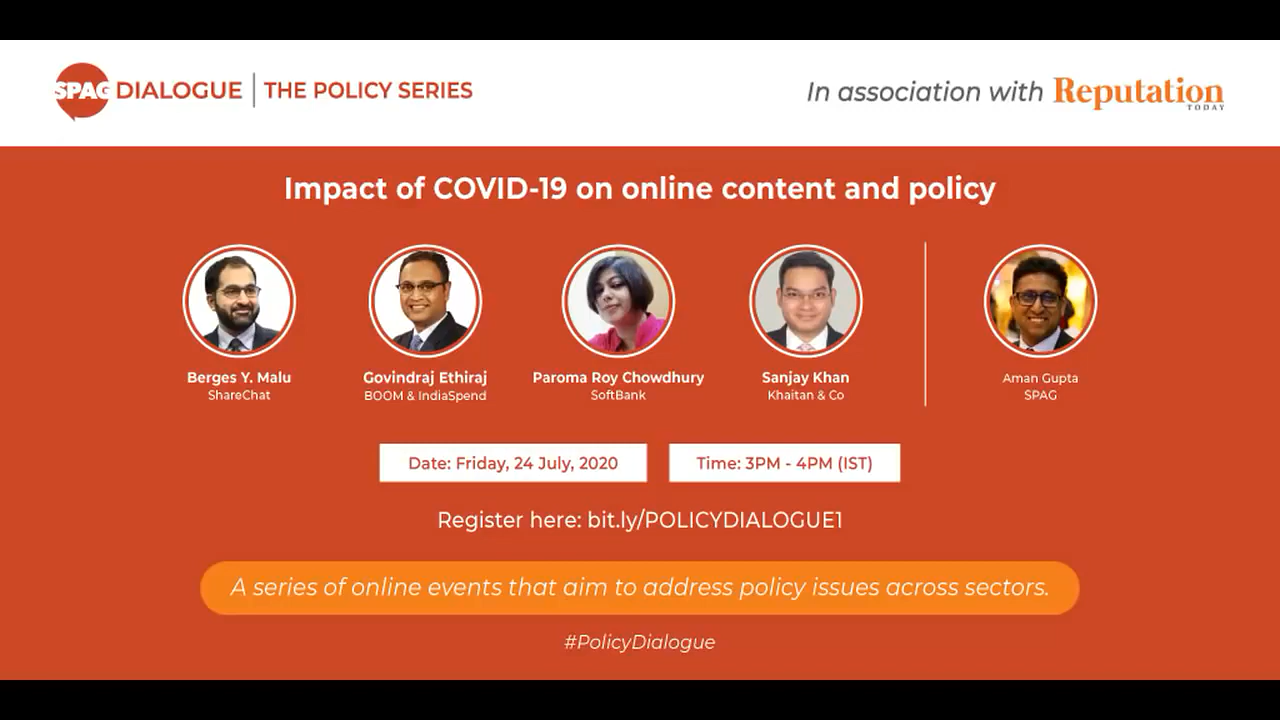 SPAG DIALOGUE | THE POLICY SERIES
In association with Reputation
TODAY
Impact of COVID-19 on online content and policy
Berges Y. Malu
ShareChat
Govindraj Ethiraj
BOOM & IndiaSpend
Paroma Roy Chowdhury
SoftBank
Sanjay Khan
Khaitan & Co
Aman Gupta
SPAG
Date: Friday, 24 July, 2020
Time: 3PM - 4PM (IST)
Register here: bit.ly/POLICYDIALOGUE1
A series of online events that aim to address policy issues across sectors.
#PolicyDialogue